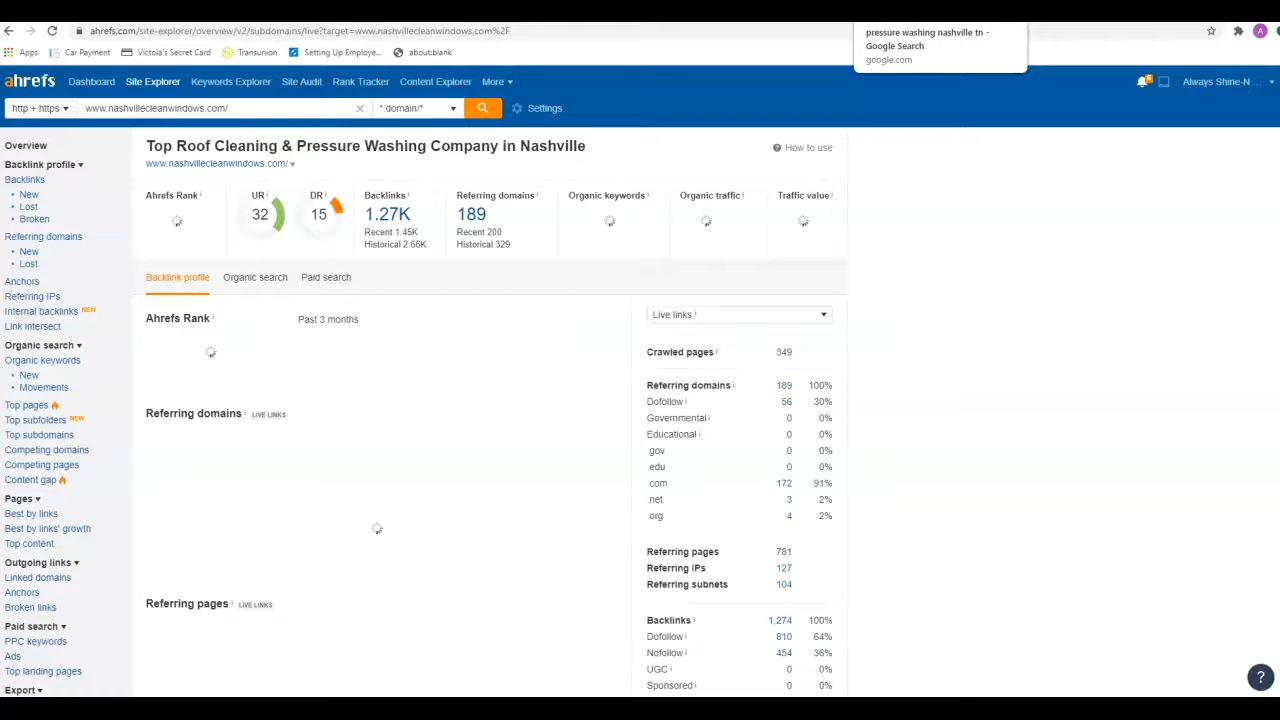 ahrefs.com/site-explorer/overview/v2/subdomains/live?target=www.nashvillecleanwindows.com%2F
A
pressure washing nashville tn -
Google Search
google.com
Apps
Car Payment
Victoia's Secret Card
Transunion
Setting Up Employe...
about:blank
ahrefs
Dashboard
Site Explorer
Keywords Explorer
Site Audit
Rank Tracker
Content Explorer
More
Always Shine-N ...
http + https
www.nashvillecleanwindows.com/
*.domain/*
Settings
Overview
Backlink profile
Backlinks
New
Lost
Broken
Referring domains
New
Lost
Anchors
Referring IPs
Internal backlinks NEW
Link intersect
Organic search
Organic keywords
New
Movements
Top pages
Top subfolders NEW
Top subdomains
Competing domains
Competing pages
Content gap
Pages
Best by links
Best by links' growth
Top content
Outgoing links
Linked domains
Anchors
Broken links
Paid search
PPC keywords
Ads
Top landing pages
Export
Top Roof Cleaning & Pressure Washing Company in Nashville
How to use
www.nashvillecleanwindows.com/
Ahrefs Rank
UR
32
DR
15
Backlinks
1.27K
Recent 1.45K
Historical 2.66K
Referring domains
189
Recent 200
Historical 329
Organic keywords
Organic traffic
Traffic value
Backlink profile
Organic search
Paid search
Ahrefs Rank
Past 3 months
Referring domains LIVE LINKS
Referring pages LIVE LINKS
Live links
Crawled pages 349
Referring domains 189 100%
Dofollow 56 30%
Governmental 0 0%
Educational 0 0%
.gov 0 0%
.edu 0 0%
.com 172 91%
.net 3 2%
.org 4 2%
Referring pages 781
Referring IPs 127
Referring subnets 104
Backlinks 1,274 100%
Dofollow 810 64%
Nofollow 454 36%
UGC 0 0%
Sponsored 0 0%
?